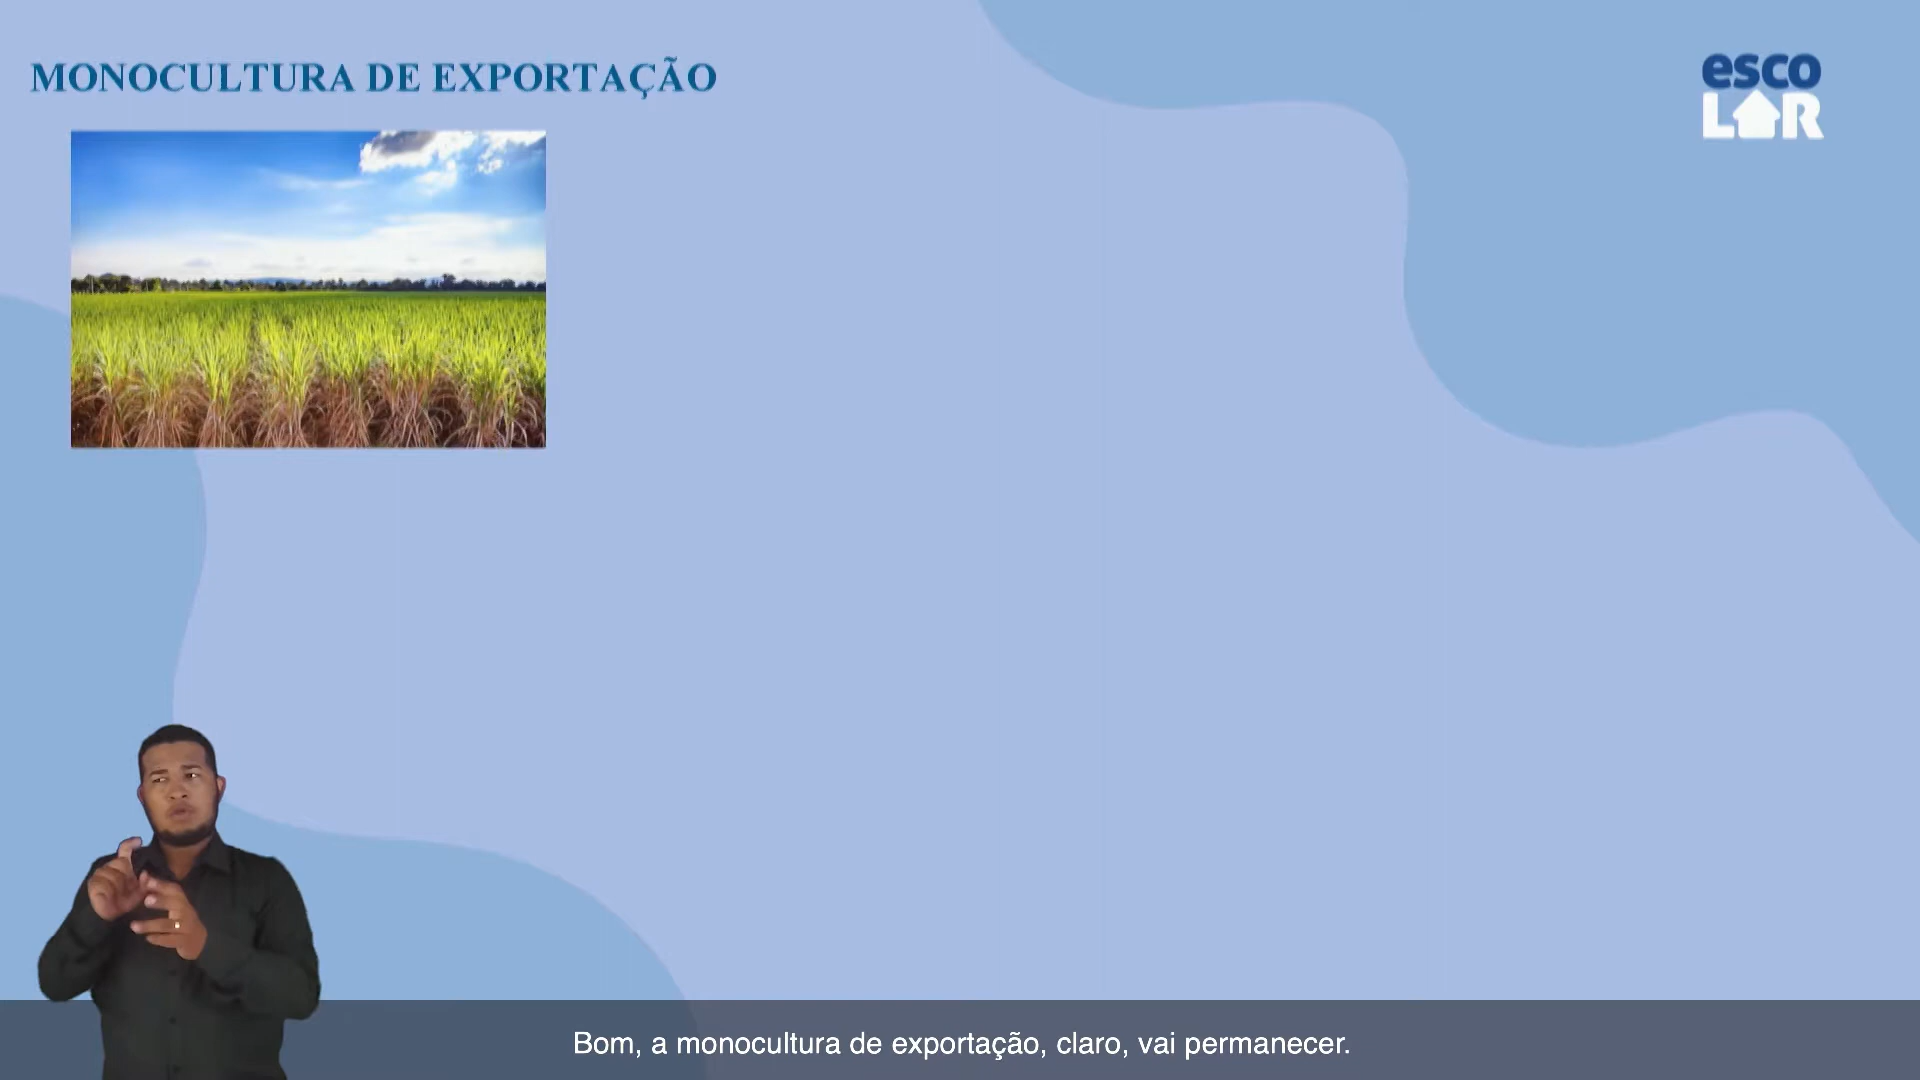 MONOCULTURA DE EXPORTAÇÃO
esco
LAR
Bom, a monocultura de exportação, claro, vai permanecer.